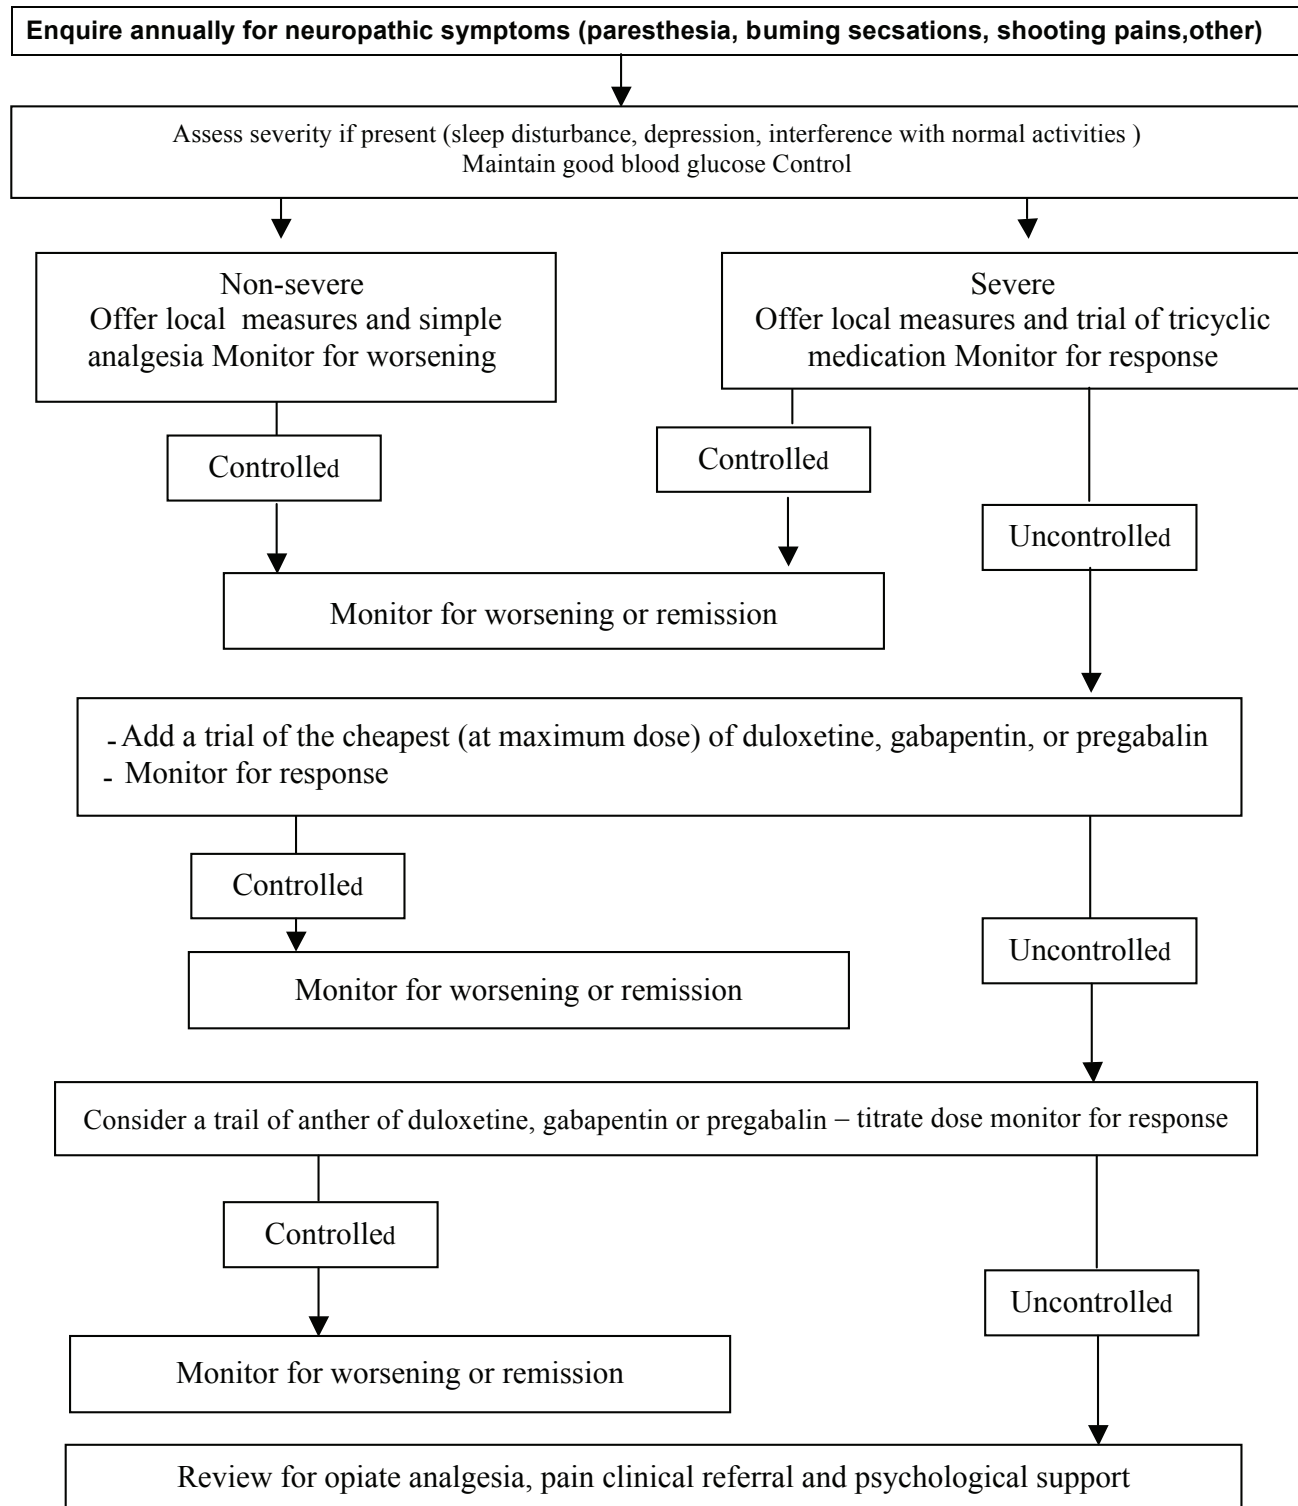 Enquire annually for neuropathic symptoms (paresthesia, buming secsations, shooting pains,other)
Assess severity if present (sleep disturbance, depression, interference with normal activities )
Maintain good blood glucose Control
Non-severe
Offer local measures and simple
analgesia Monitor for worsening
Severe
Offer local measures and trial of tricyclic
medication Monitor for response
Controlled
Controlled
Uncontrolled
Monitor for worsening or remission
- Add a trial of the cheapest (at maximum dose) of duloxetine, gabapentin, or pregabalin
- Monitor for response
Controlled
Uncontrolled
Monitor for worsening or remission
Consider a trail of anther of duloxetine, gabapentin or pregabalin – titrate dose monitor for response
Controlled
Uncontrolled
Monitor for worsening or remission
Review for opiate analgesia, pain clinical referral and psychological support